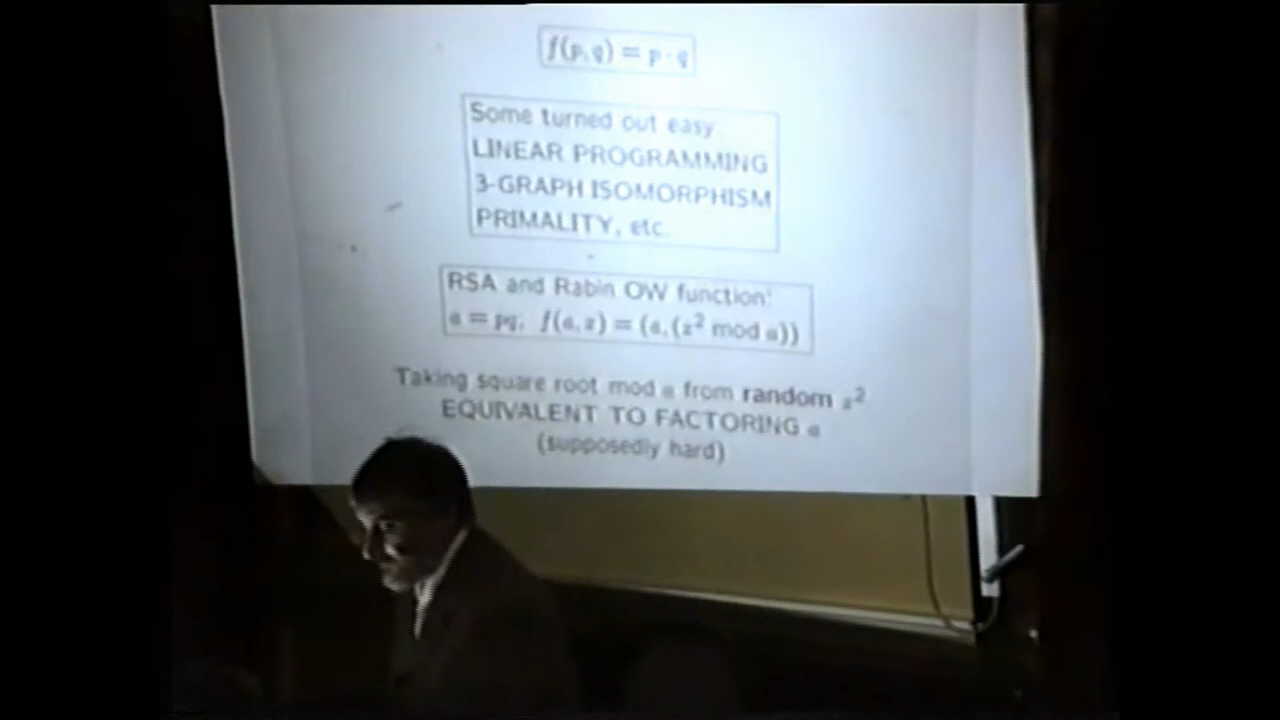 f(p,q) = p · q
Some turned out easy:
LINEAR PROGRAMMING
3-GRAPH ISOMORPHISM
PRIMALITY, etc.
RSA and Rabin OW function:
a = pq, f(a,x) = (a,(x² mod a))
Taking square root mod a from random x²
EQUIVALENT TO FACTORING a
(supposedly hard)